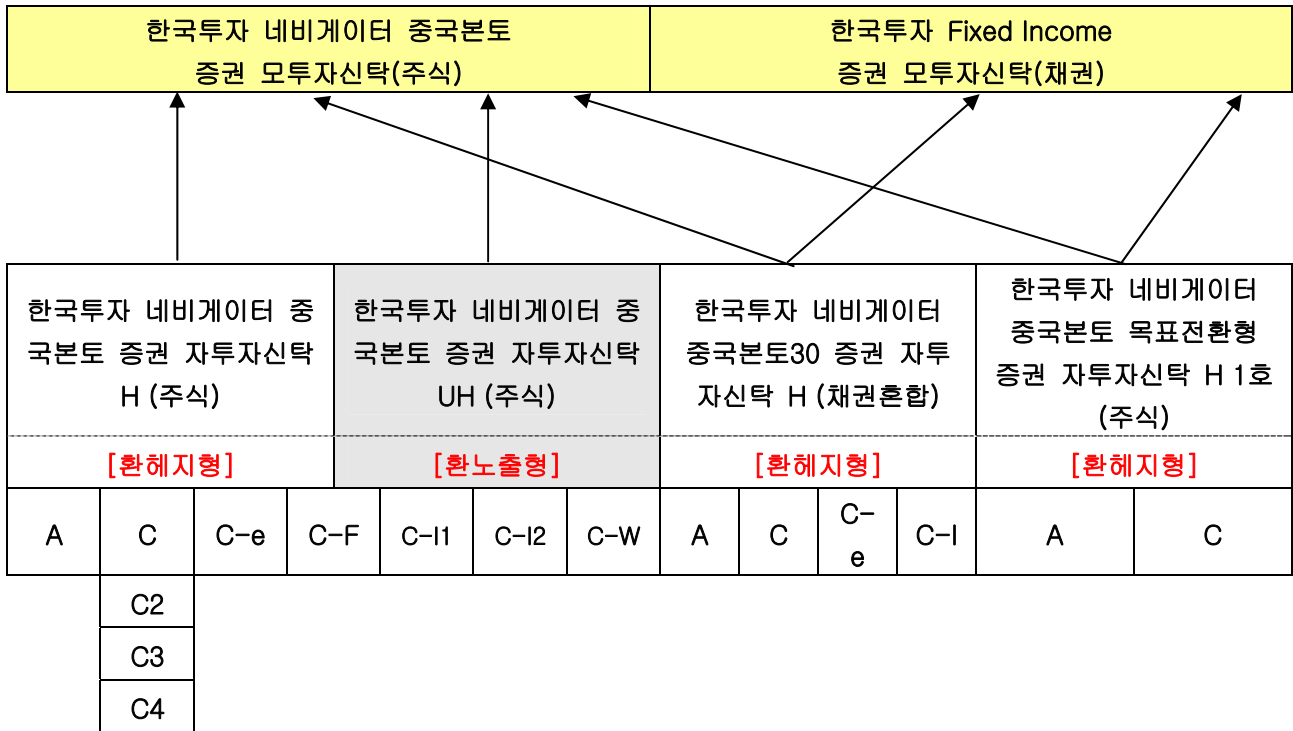 한국투자 네비게이터 중국본토
증권 모투자신탁(주식)
한국투자 Fixed Income
증권 모투자신탁(채권)
한국투자 네비게이터 중
국본토 증권 자투자신탁
H (주식)
한국투자 네비게이터 중
국본토 증권 자투자신탁
UH (주식)
한국투자 네비게이터
중국본토30 증권 자투
자신탁 H (채권혼합)
한국투자 네비게이터
중국본토 목표전환형
증권 자투자신탁 H 1호
(주식)
[환헤지형]
[환노출형]
[환헤지형]
[환헤지형]
A
C
C-e
C-F
C-I1
C-I2
C-W
A
C
C-
e
C-I
A
C
C2
C3
C4